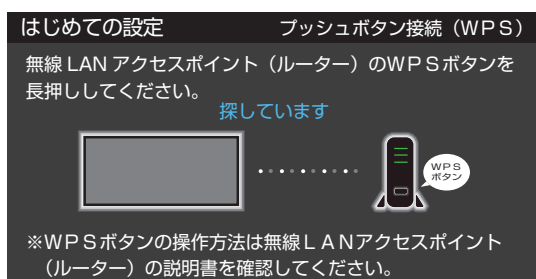 はじめての設定 プッシュボタン接続（ＷＰＳ）
無線 LAN アクセスポイント（ルーター）のＷＰＳボタンを
長押ししてください。
探しています
ＷＰＳ
ボタン
※ＷＰＳボタンの操作方法は無線ＬＡＮアクセスポイント
（ルーター）の説明書を確認してください。